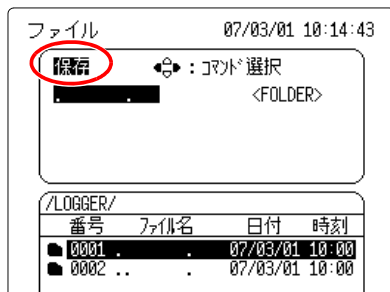 ファイル 07/03/01 10:14:43
保存 :コマンド選択
. . <FOLDER>
/LOGGER/
番号 ファイル名 日付 時刻
0001 . . 07/03/01 10:00
0002 .. . 07/03/01 10:00